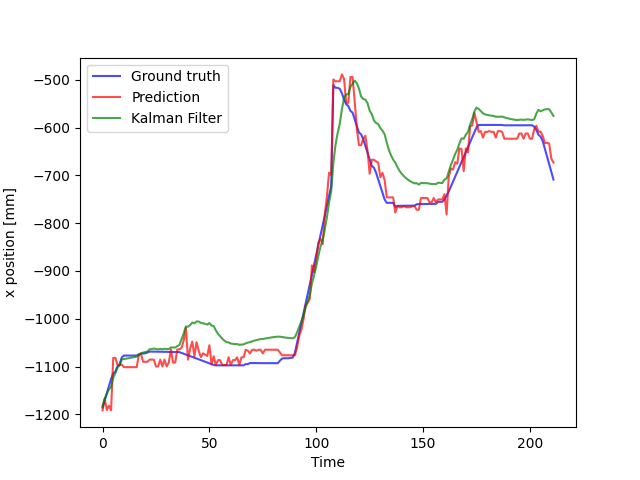 Ground truth
Prediction
Kalman Filter
−500
−600
−700
−800
−900
−1000
−1100
−1200
x position [mm]
0 50 100 150 200
Time